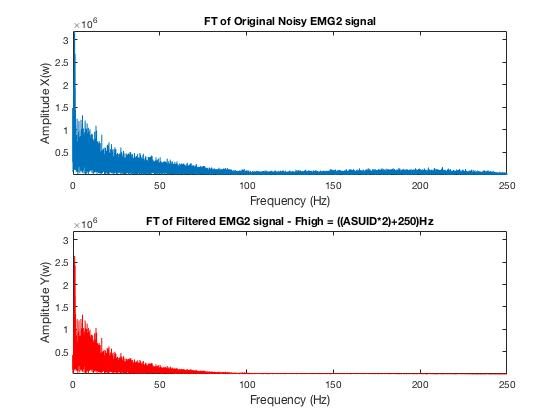 FT of Original Noisy EMG2 signal
×10^6
3
2.5
2
1.5
1
0.5
Amplitude X(w)
0 50 100 150 200 250
Frequency (Hz)
FT of Filtered EMG2 signal - Fhigh = ((ASUID*2)+250)Hz
×10^6
3
2.5
2
1.5
1
0.5
Amplitude Y(w)
0 50 100 150 200 250
Frequency (Hz)